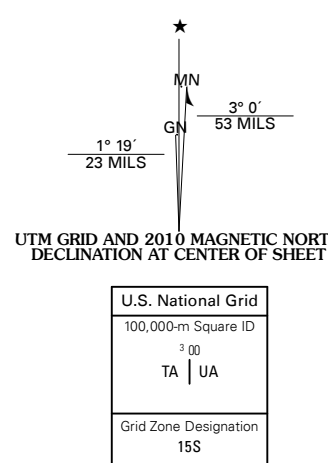 ★
MN
3° 0´
GN
53 MILS
1° 19´
23 MILS
UTM GRID AND 2010 MAGNETIC NORT
DECLINATION AT CENTER OF SHEET
U.S. National Grid
100,000-m Square ID
3 00
TA UA
Grid Zone Designation
15S